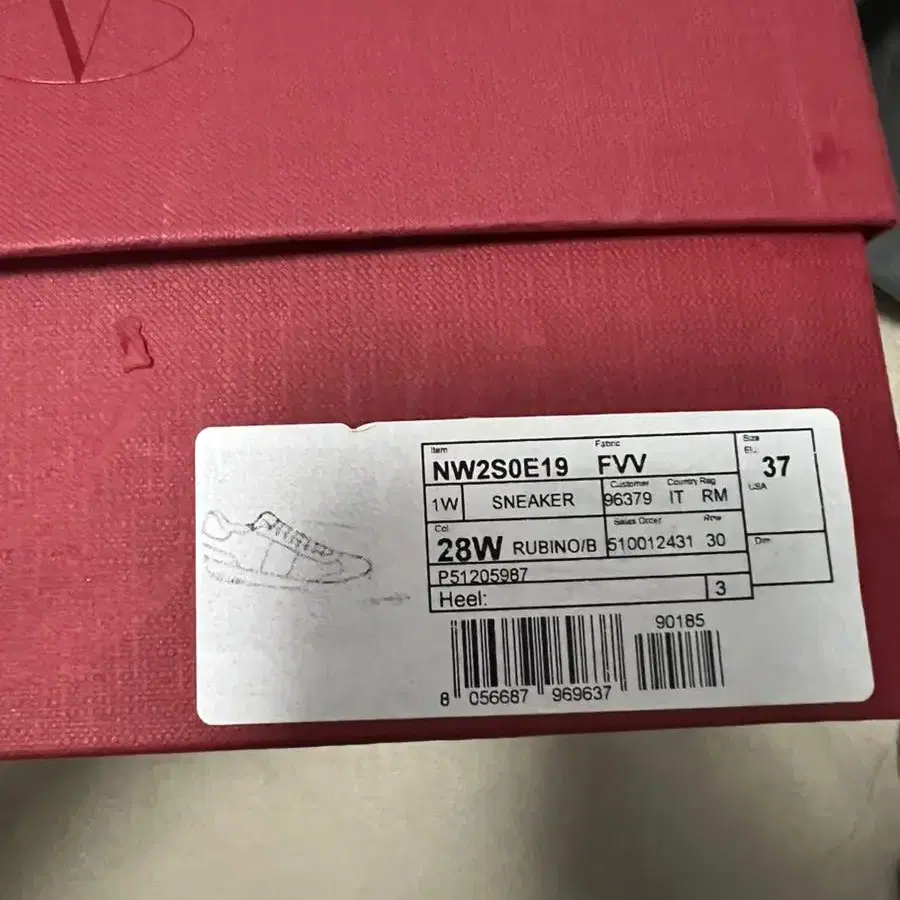 V
Item Fabric
NW2S0E19 FVV
1W SNEAKER
Customer Country Reg
96379 IT RM
Size
EU
37
USA
Col
28W RUBINO/B
Sales Order Row
510012431 30
Dim
P51205987
Heel: 3
90185
8 056687 969637